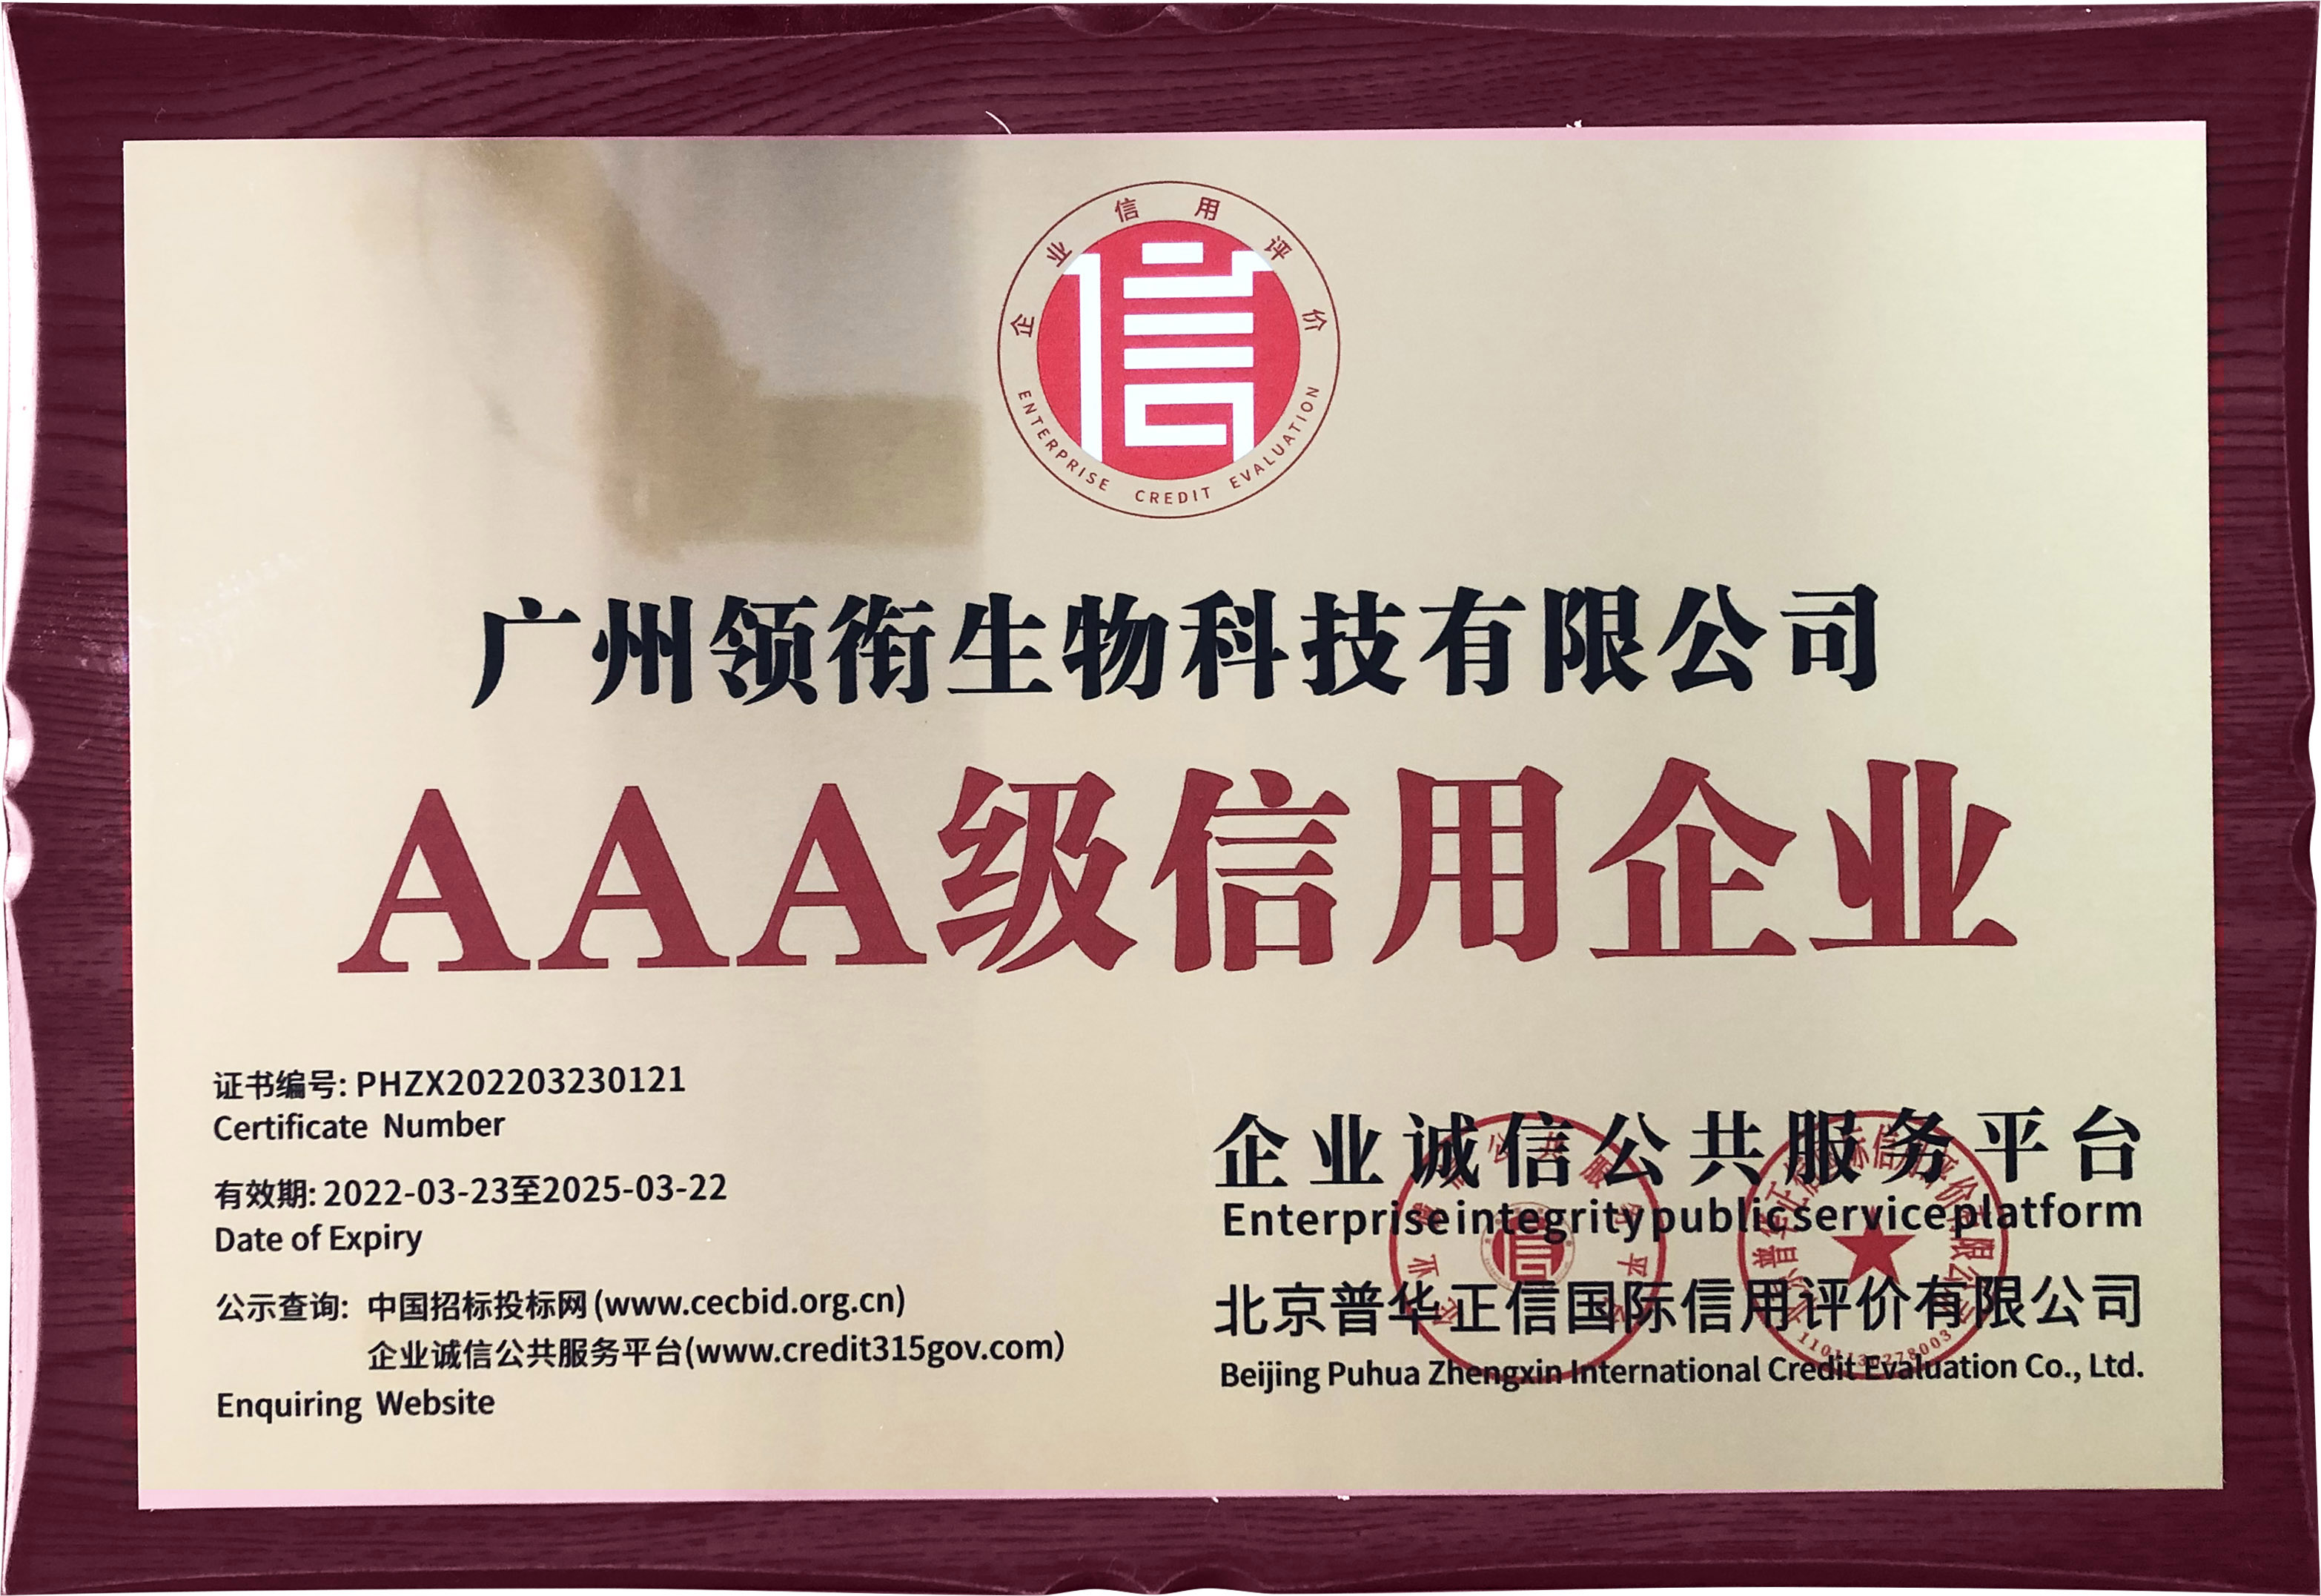 企业信用评价
信
ENTERPRISE CREDIT EVALUATION
广州领衔生物科技有限公司
AAA级信用企业
证书编号: PHZX202203230121
Certificate Number
有效期: 2022-03-23至2025-03-22
Date of Expiry
公示查询: 中国招标投标网 (www.cecbid.org.cn)
企业诚信公共服务平台(www.credit315gov.com)
Enquiring Website
企业诚信公共服务平台
Enterprise integrity public service platform
北京普华正信国际信用评价有限公司
Beijing Puhua Zhengxin International Credit Evaluation Co., Ltd.